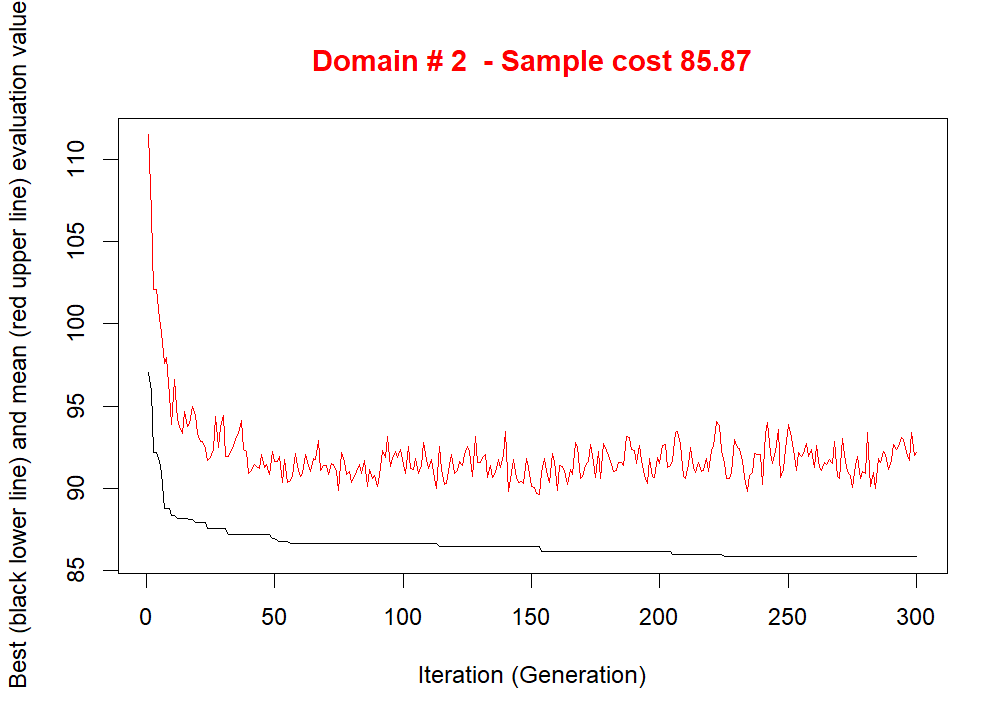 Domain # 2  - Sample cost 85.87
Best (black lower line) and mean (red upper line) evaluation value
110
105
100
95
90
85
0 50 100 150 200 250 300
Iteration (Generation)